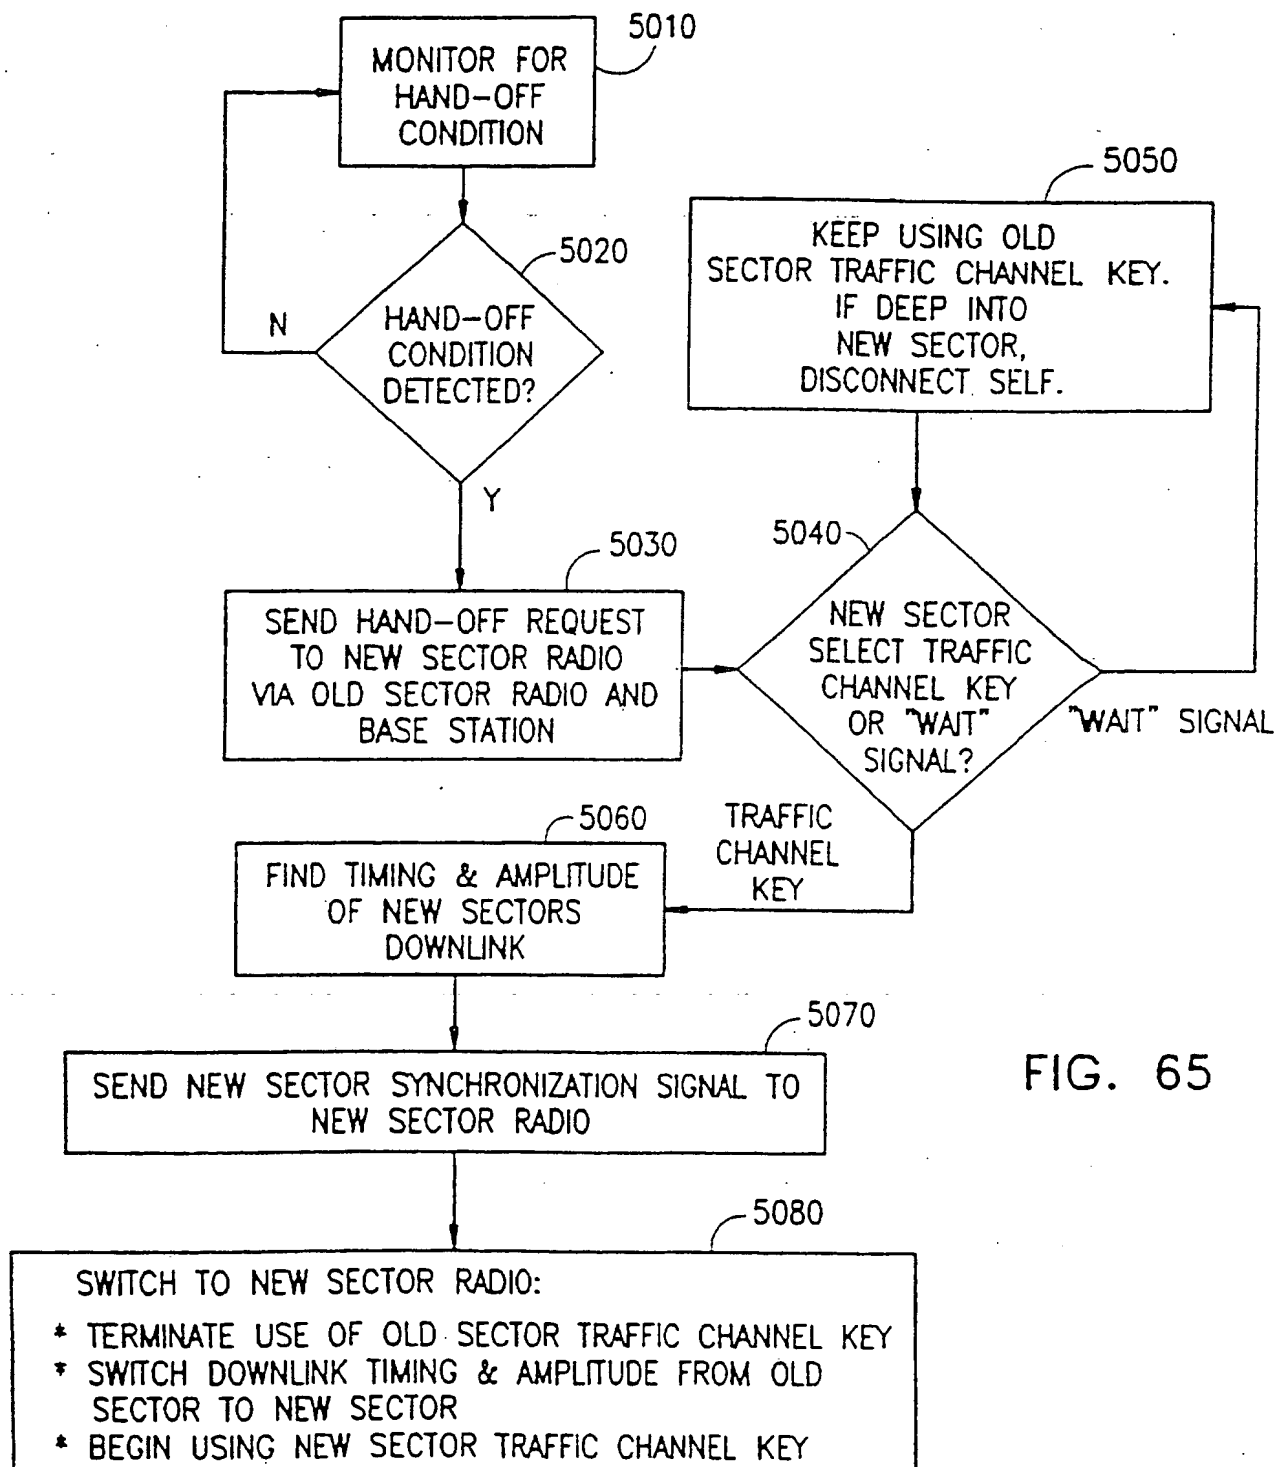 5010
MONITOR FOR
HAND-OFF
CONDITION
5020
HAND-OFF
CONDITION
DETECTED?
N
Y
5030
SEND HAND-OFF REQUEST
TO NEW SECTOR RADIO
VIA OLD SECTOR RADIO AND
BASE STATION
5050
KEEP USING OLD
SECTOR TRAFFIC CHANNEL KEY.
IF DEEP INTO
NEW SECTOR,
DISCONNECT SELF.
5040
NEW SECTOR
SELECT TRAFFIC
CHANNEL KEY
OR "WAIT"
SIGNAL?
"WAIT" SIGNAL
TRAFFIC
CHANNEL
KEY
5060
FIND TIMING & AMPLITUDE
OF NEW SECTORS
DOWNLINK
5070
SEND NEW SECTOR SYNCHRONIZATION SIGNAL TO
NEW SECTOR RADIO
FIG. 65
5080
SWITCH TO NEW SECTOR RADIO:
* TERMINATE USE OF OLD SECTOR TRAFFIC CHANNEL KEY
* SWITCH DOWNLINK TIMING & AMPLITUDE FROM OLD
SECTOR TO NEW SECTOR
* BEGIN USING NEW SECTOR TRAFFIC CHANNEL KEY